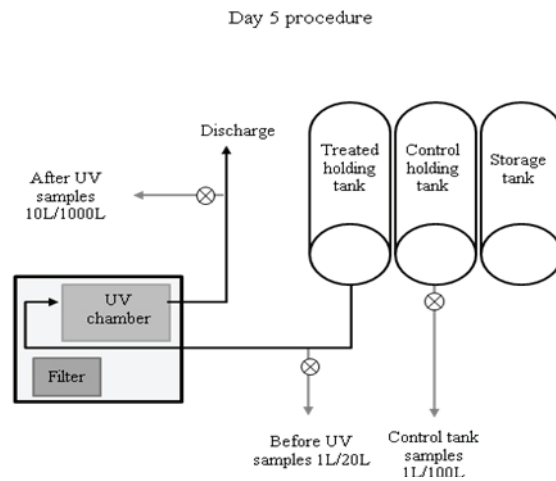 Day 5 procedure
Discharge
After UV
samples
10L/1000L
Treated
holding
tank
Control
holding
tank
Storage
tank
UV
chamber
Filter
Before UV
samples 1L/20L
Control tank
samples
1L/100L